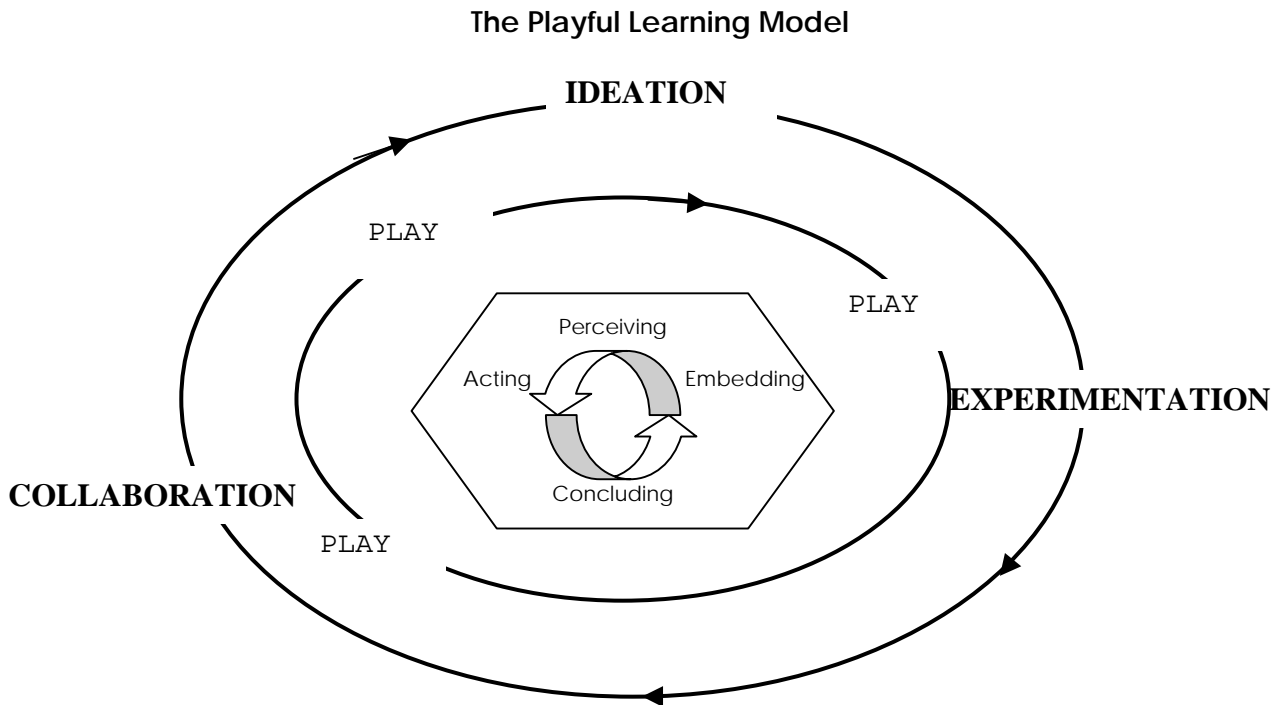 The Playful Learning Model
IDEATION
PLAY
PLAY
Perceiving
Acting
Embedding
EXPERIMENTATION
Concluding
COLLABORATION
PLAY